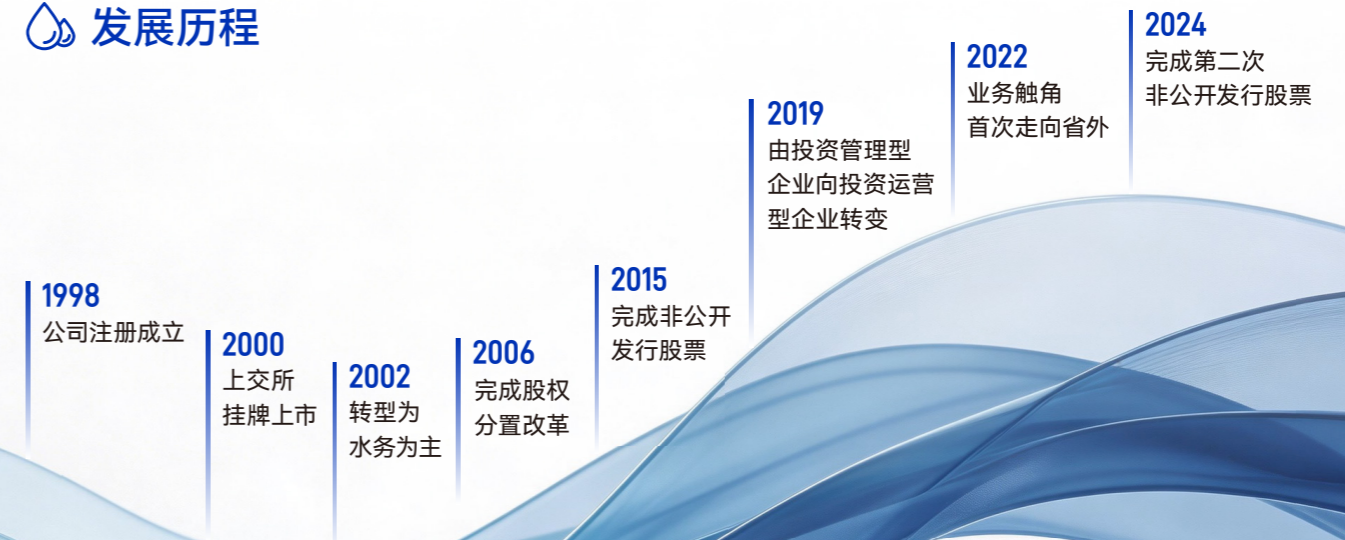 发展历程
1998
公司注册成立
2000
上交所
挂牌上市
2002
转型为
水务为主
2006
完成股权
分置改革
2015
完成非公开
发行股票
2019
由投资管理型
企业向投资运营
型企业转变
2022
业务触角
首次走向省外
2024
完成第二次
非公开发行股票